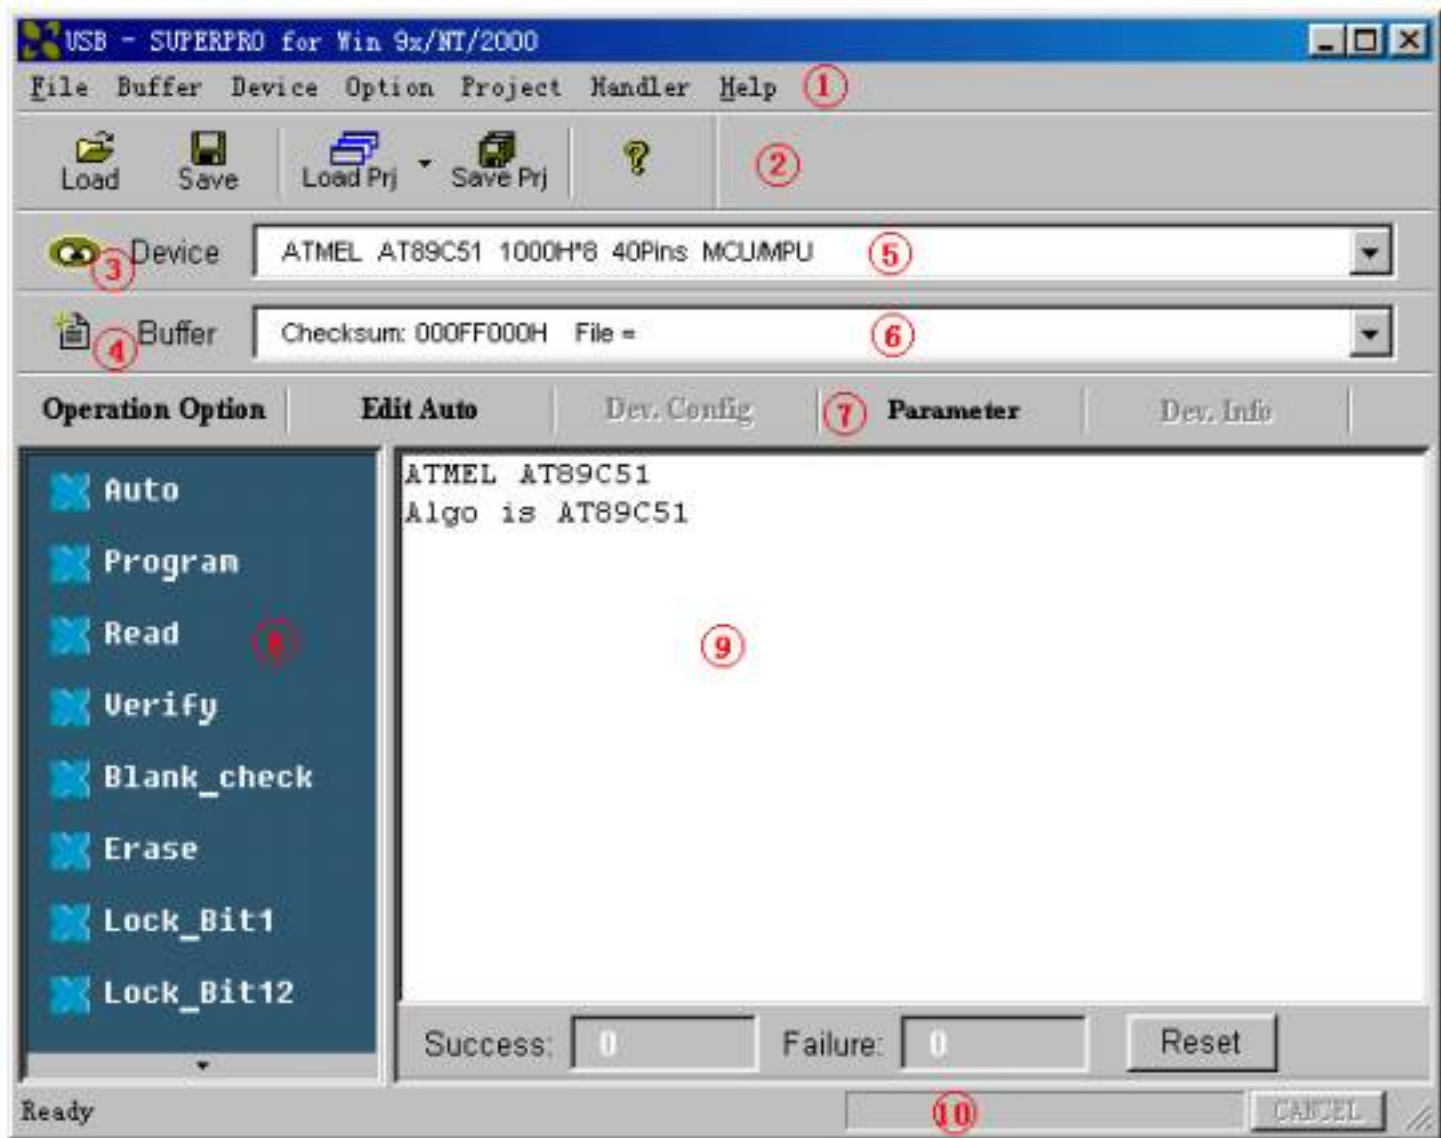 USB - SUPERPRO for Win 9x/NT/2000
File Buffer Device Option Project Handler Help ①
Load Save Load Prj Save Prj ? ②
③ Device ATMEL AT89C51 1000H*8 40Pins MCU/MPU ⑤
④ Buffer Checksum: 000FF000H File = ⑥
Operation Option Edit Auto Dev. Config ⑦ Parameter Dev. Info
Auto
Program
Read ⑧
Verify
Blank_check
Erase
Lock_Bit1
Lock_Bit12
ATMEL AT89C51
Algo is AT89C51
⑨
Success: 0 Failure: 0 Reset
Ready ⑩ CANCEL